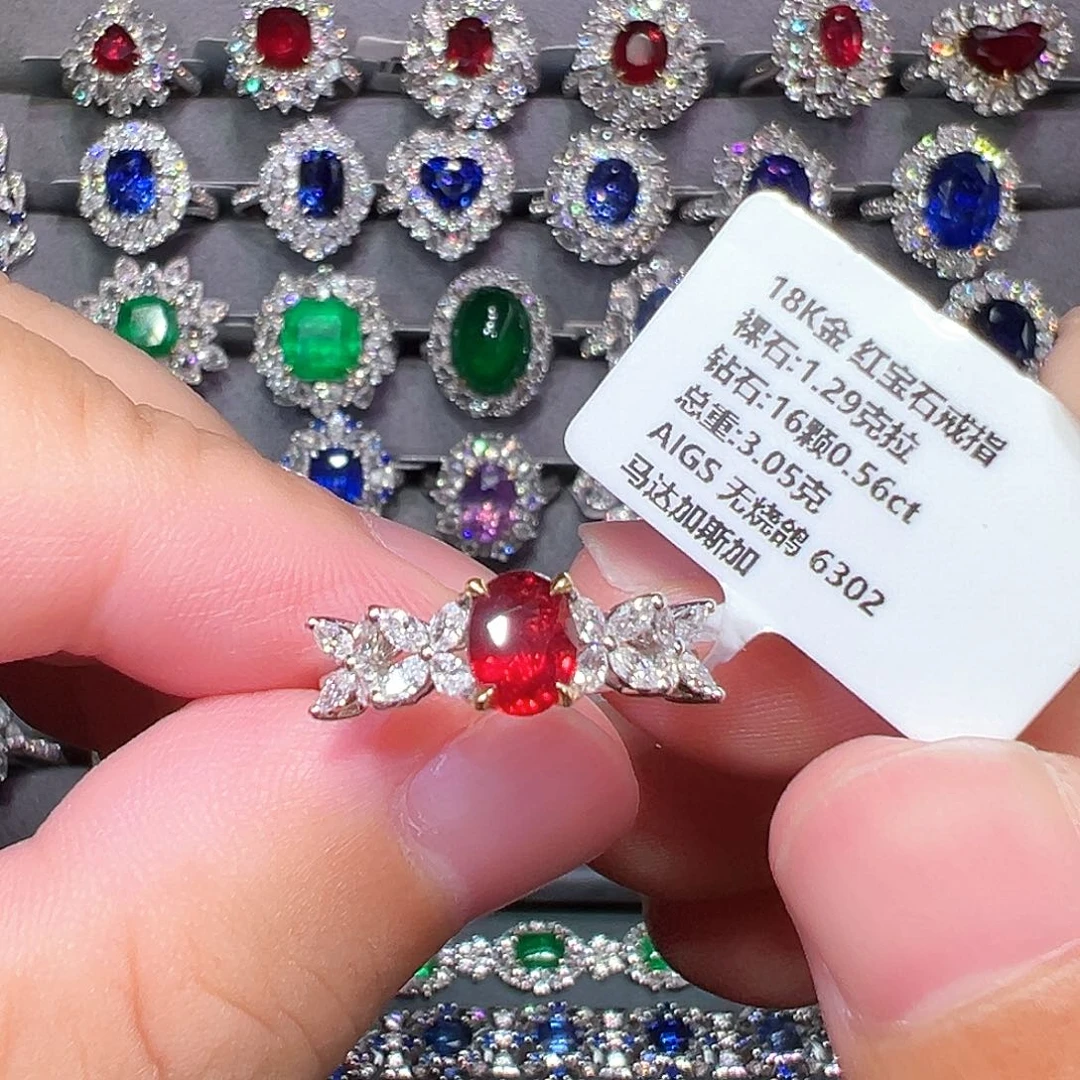 18K金 红宝石戒指
裸石:1.29克拉
钻石:16颗0.56ct
总重:3.05克
AIGS 无烧鸽 6302
马达加斯加